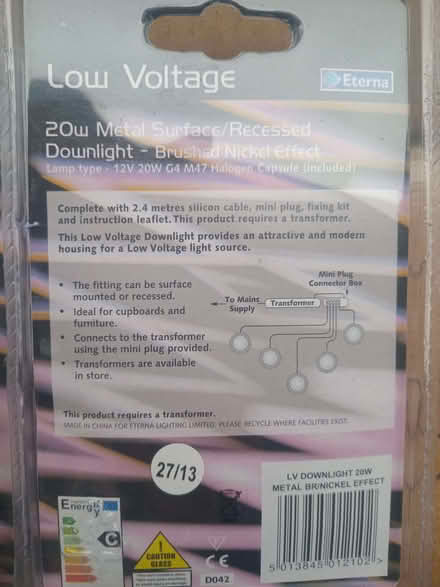 Low Voltage
Eterna
20w Metal Surface/Recessed
Downlight - Brushed Nickel Effect
Lamp type - 12V 20W G4 M47 Halogen Capsule (included)
Complete with 2.4 metres silicon cable, mini plug, fixing kit
and instruction leaflet. This product requires a transformer.
This Low Voltage Downlight provides an attractive and modern
housing for a Low Voltage light source.
• The fitting can be surface
mounted or recessed.
• Ideal for cupboards and
furniture.
• Connects to the transformer
using the mini plug provided.
• Transformers are available
in store.
Mini Plug
Connector Box
To Mains
Supply
Transformer
This product requires a transformer.
MADE IN CHINA FOR ETERNA LIGHTING LIMITED. PLEASE RECYCLE WHERE FACILITIES EXIST.
27/13
LV DOWNLIGHT 20W
METAL BR/NICKEL EFFECT
5 013845 012102 >
Energ
C
1
CAUTION
GLASS
CE
D042